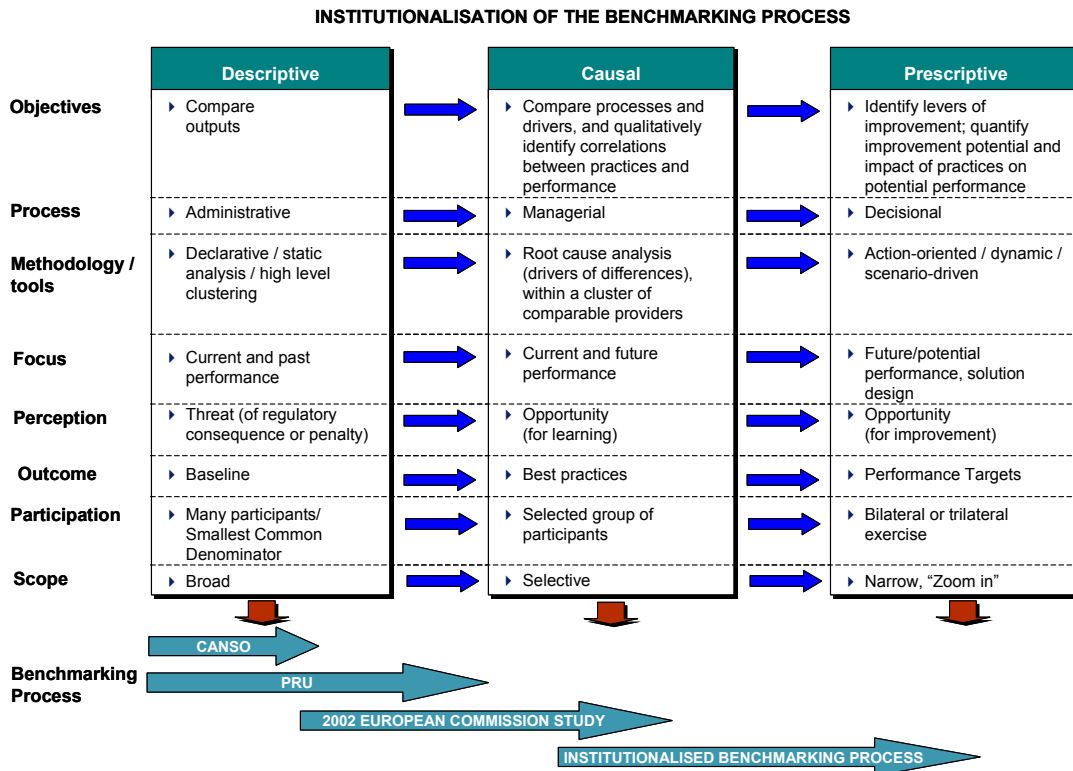 INSTITUTIONALISATION OF THE BENCHMARKING PROCESS
Descriptive
Causal
Prescriptive
Objectives
Compare
outputs
Compare processes and
drivers, and qualitatively
identify correlations
between practices and
performance
Identify levers of
improvement; quantify
improvement potential and
impact of practices on
potential performance
Process
Administrative
Managerial
Decisional
Methodology /
tools
Declarative / static
analysis / high level
clustering
Root cause analysis
(drivers of differences),
within a cluster of
comparable providers
Action-oriented / dynamic /
scenario-driven
Focus
Current and past
performance
Current and future
performance
Future/potential
performance, solution
design
Perception
Threat (of regulatory
consequence or penalty)
Opportunity
(for learning)
Opportunity
(for improvement)
Outcome
Baseline
Best practices
Performance Targets
Participation
Many participants/
Smallest Common
Denominator
Selected group of
participants
Bilateral or trilateral
exercise
Scope
Broad
Selective
Narrow, “Zoom in”
Benchmarking
Process
CANSO
PRU
2002 EUROPEAN COMMISSION STUDY
INSTITUTIONALISED BENCHMARKING PROCESS